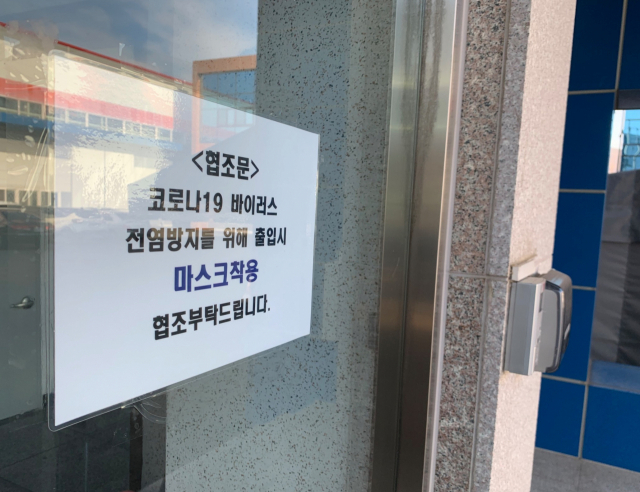 <협조문>
코로나19 바이러스
전염방지를 위해 출입시
마스크착용
협조부탁드립니다.